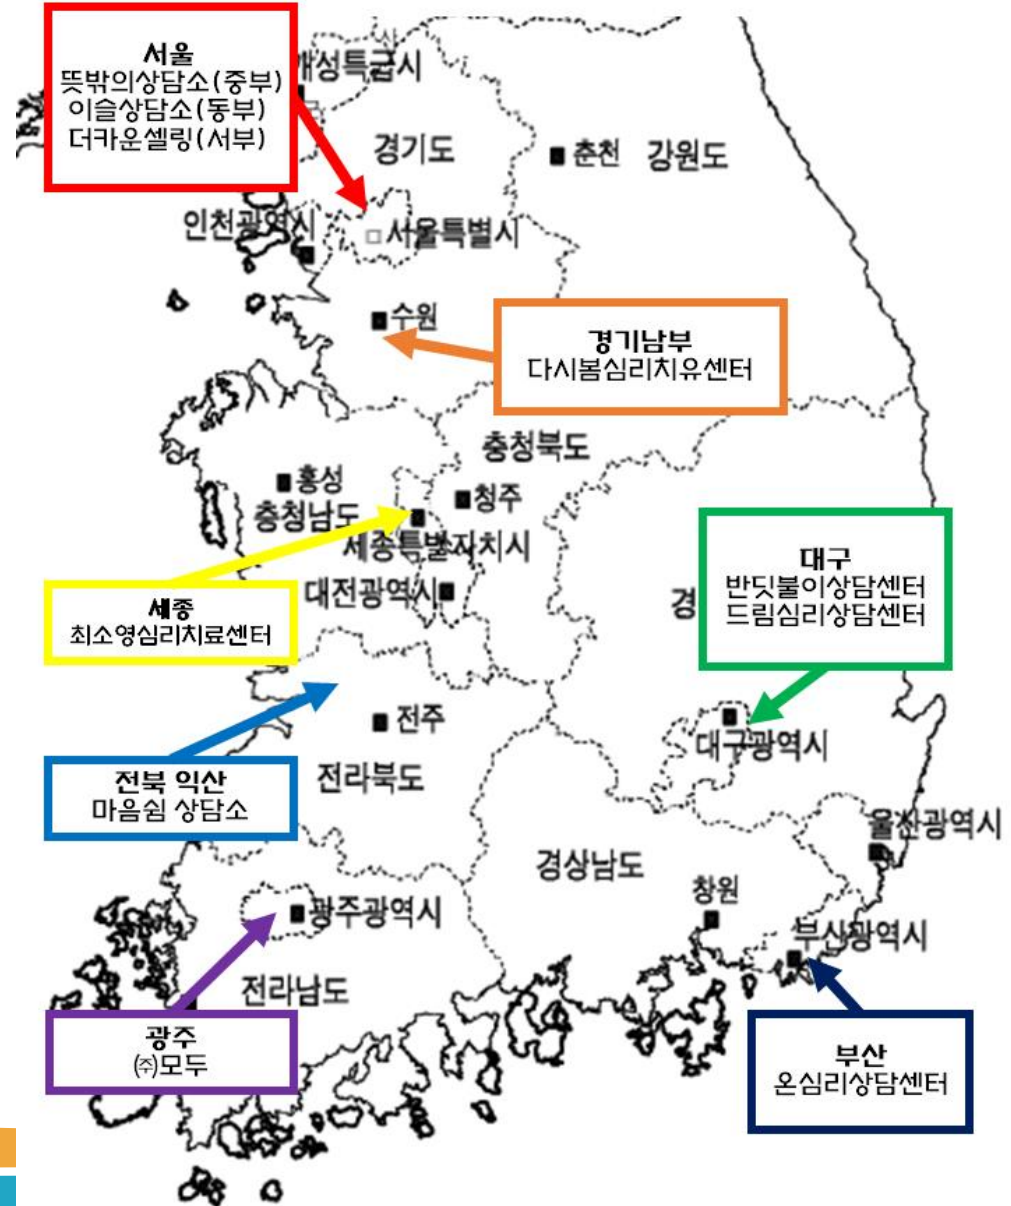 서울
뜻밖의상담소(중부)
이슬상담소(동부)
더카운셀링(서부)
개성특급시
경기도
춘천
강원도
인천광역시
서울특별시
수원
경기남부
다시봄심리치유센터
충청북도
홍성
청주
충청남도
세종특별자치시
대구
반딧불이상담센터
드림심리상담센터
대전광역시
경
세종
최소영심리치료센터
전주
대구광역시
전라북도
전북 익산
마음쉼 상담소
울산광역시
경상남도
창원
광주광역시
부산광역시
전라남도
광주
㈜모두
부산
온심리상담센터